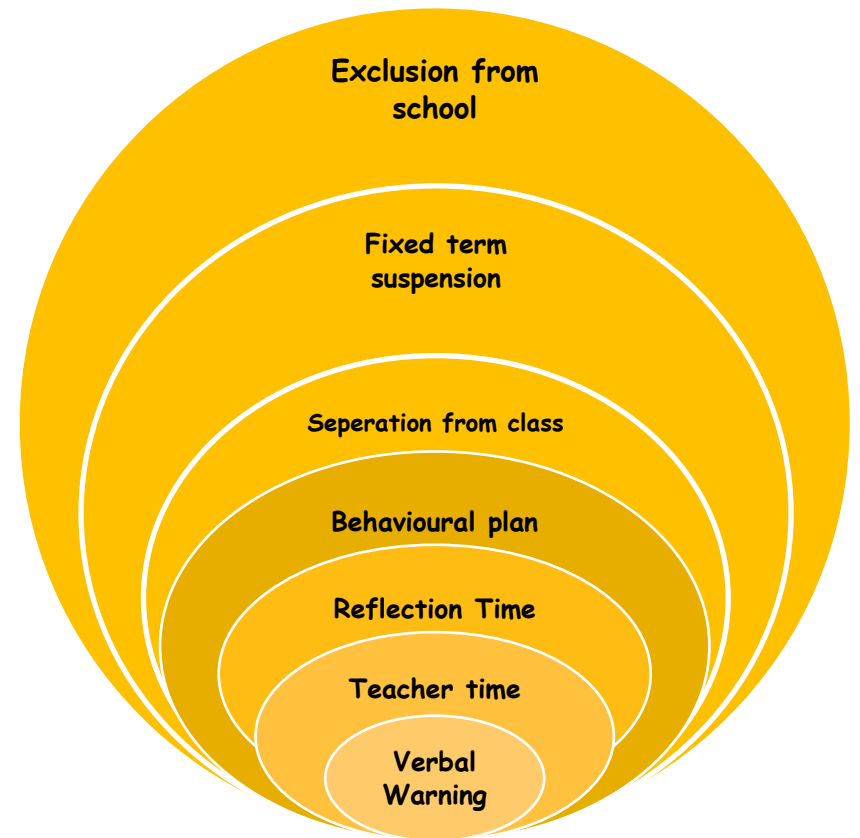 Exclusion from
school
Fixed term
suspension
Seperation from class
Behavioural plan
Reflection Time
Teacher time
Verbal
Warning